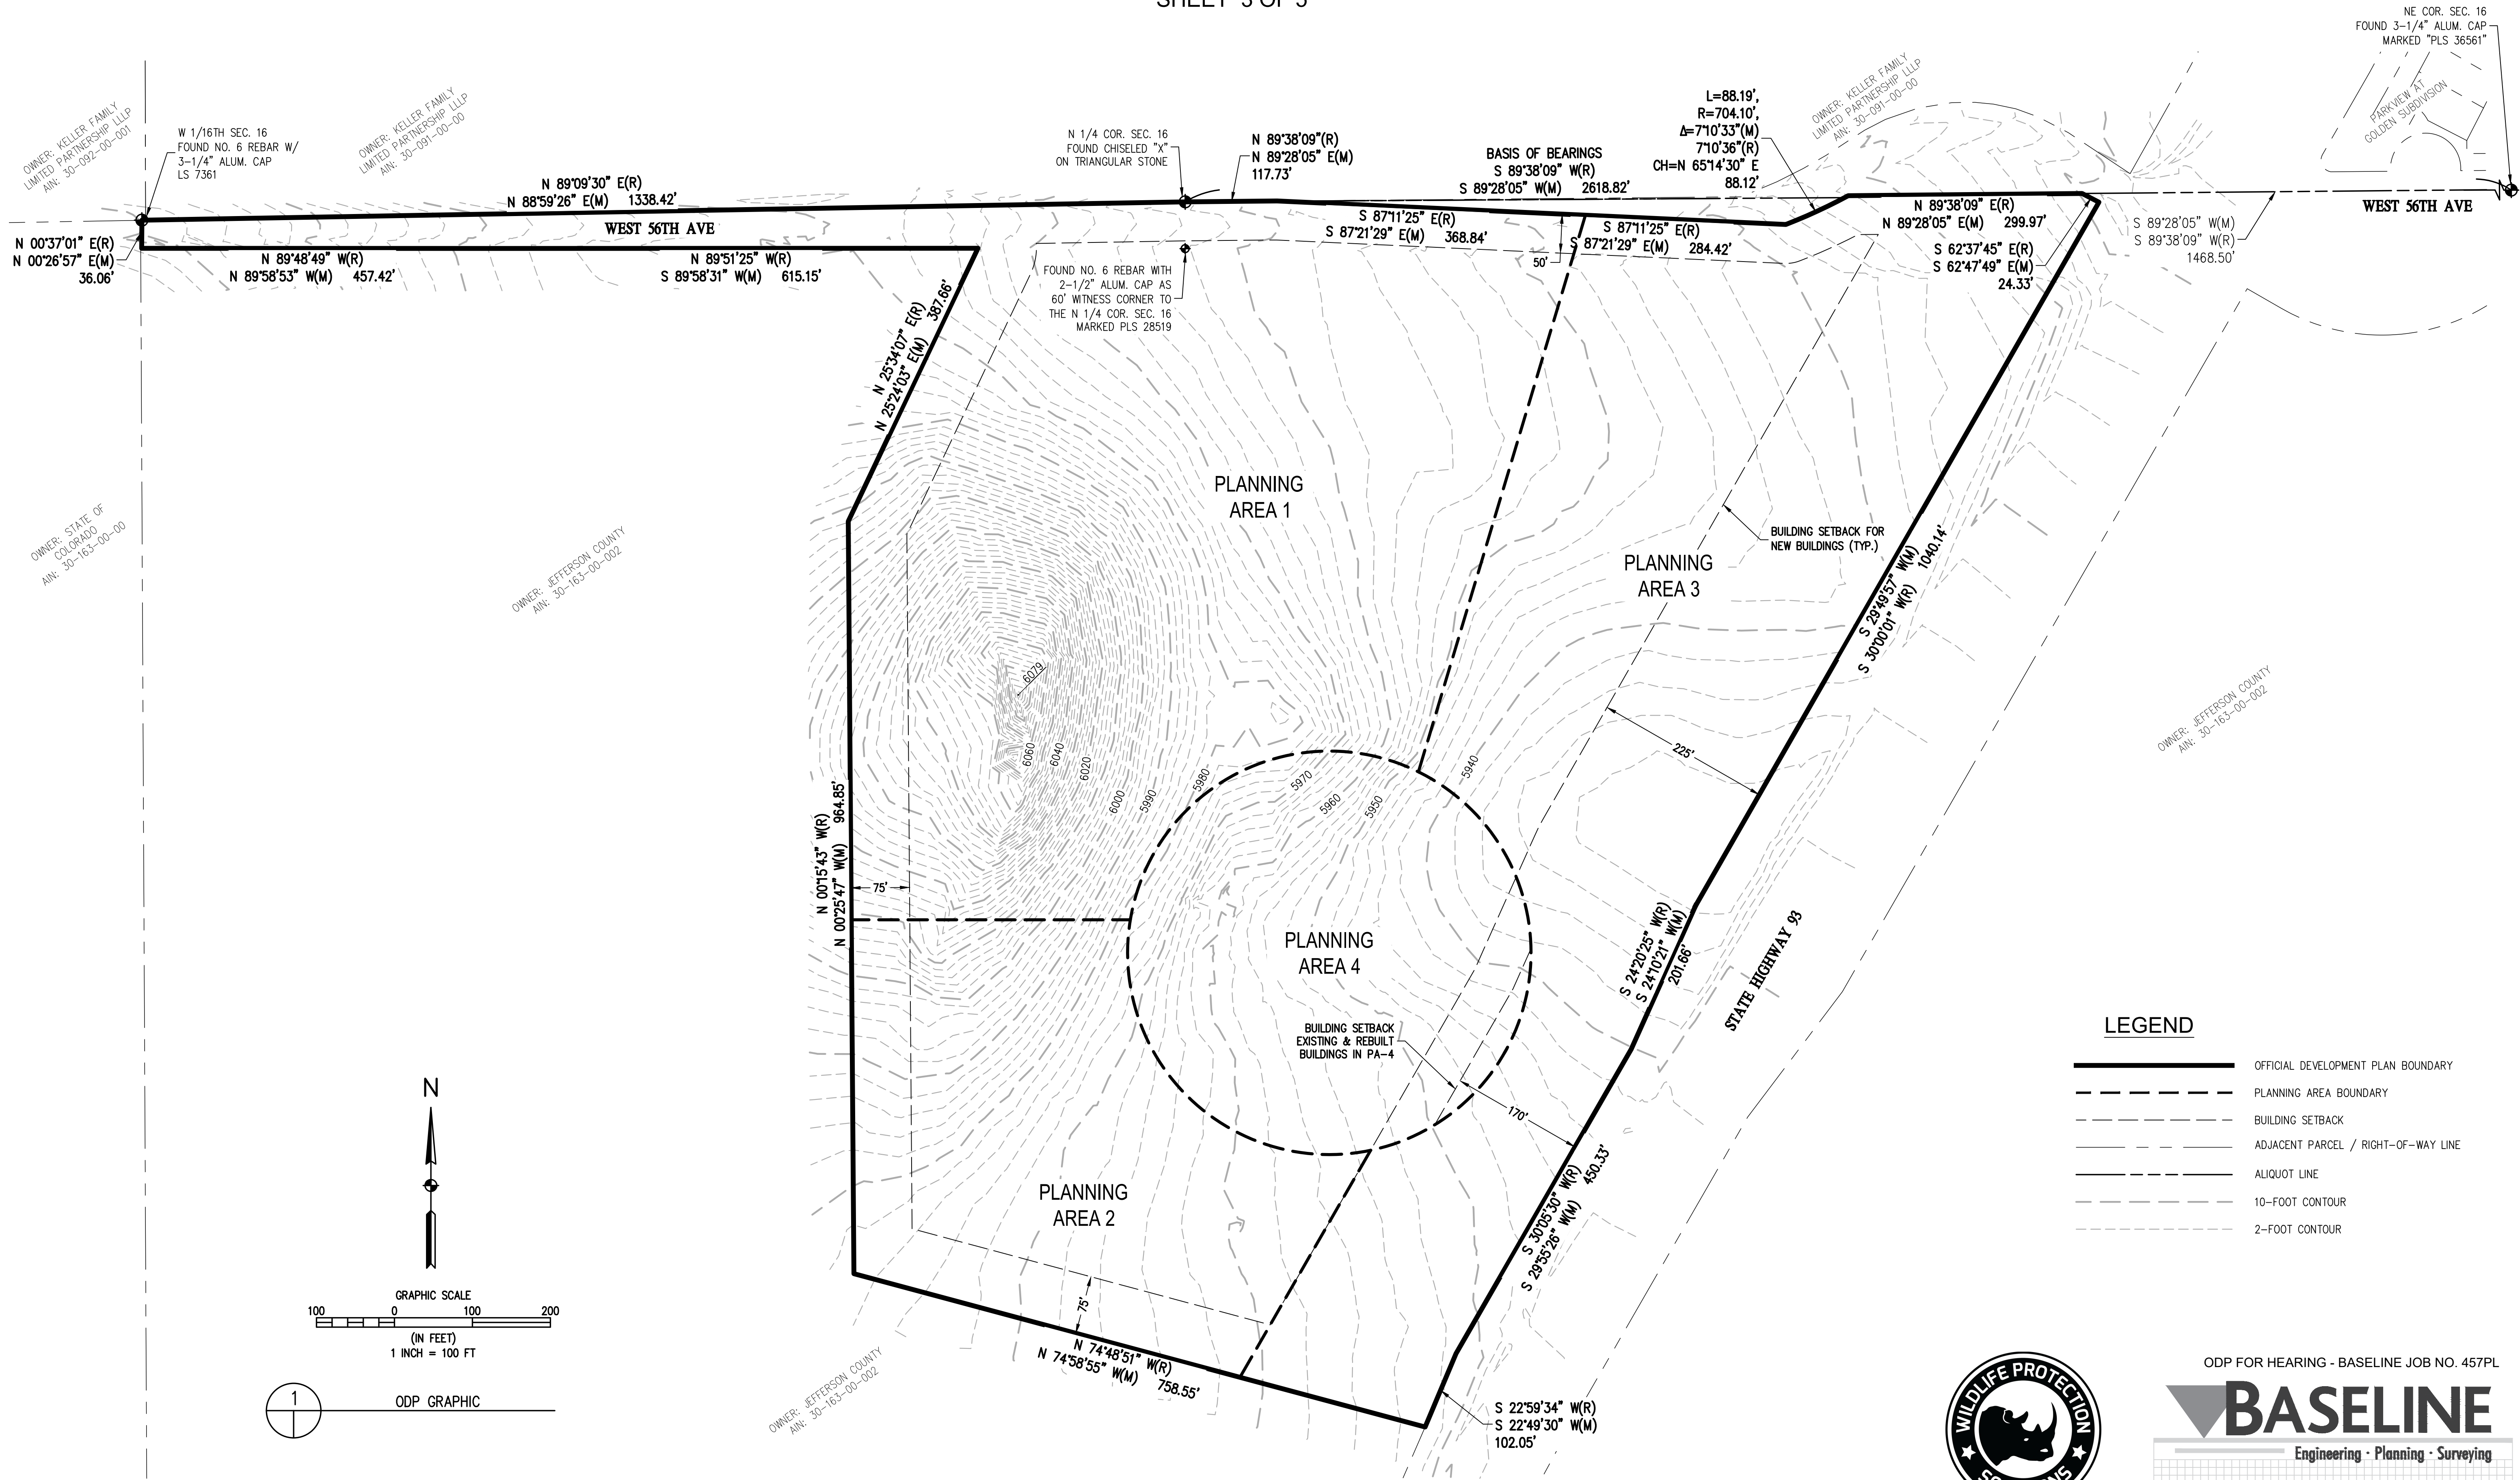 SHEET 3 OF 5
NE COR. SEC. 16
FOUND 3-1/4" ALUM. CAP
MARKED "PLS 36561"
PARKVIEW AT
GOLDEN SUBDIVISION
OWNER: KELLER FAMILY
LIMITED PARTNERSHIP LLLP
AIN: 30-092-00-001
W 1/16TH SEC. 16
FOUND NO. 6 REBAR W/
3-1/4" ALUM. CAP
LS 7361
OWNER: KELLER FAMILY
LIMITED PARTNERSHIP LLLP
AIN: 30-091-00-00
N 1/4 COR. SEC. 16
FOUND CHISELED "X"
ON TRIANGULAR STONE
N 89°38'09"(R)
N 89°28'05" E(M)
117.73'
BASIS OF BEARINGS
S 89°38'09" W(R)
S 89°28'05" W(M) 2618.82'
L=88.19',
R=704.10',
Δ=7°10'33"(M)
7°10'36"(R)
CH=N 65°14'30" E
88.12'
OWNER: KELLER FAMILY
LIMITED PARTNERSHIP LLLP
AIN: 30-091-00-00
N 89°09'30" E(R)
N 88°59'26" E(M) 1338.42'
WEST 56TH AVE
N 00°37'01" E(R)
N 00°26'57" E(M)
36.06'
N 89°48'49" W(R)
N 89°58'53" W(M) 457.42'
N 89°51'25" W(R)
S 89°58'31" W(M) 615.15'
S 87°11'25" E(R)
S 87°21'29" E(M) 368.84'
S 87°11'25" E(R)
S 87°21'29" E(M) 284.42'
50'
N 89°38'09" E(R)
N 89°28'05" E(M) 299.97'
S 62°37'45" E(R)
S 62°47'49" E(M)
24.33'
S 89°28'05" W(M)
S 89°38'09" W(R)
1468.50'
WEST 56TH AVE
FOUND NO. 6 REBAR WITH
2-1/2" ALUM. CAP AS
60' WITNESS CORNER TO
THE N 1/4 COR. SEC. 16
MARKED PLS 28519
N 25°34'07" E(R)
N 25°24'03" E(M) 387.66'
PLANNING
AREA 1
BUILDING SETBACK FOR
NEW BUILDINGS (TYP.)
PLANNING
AREA 3
S 29°49'57" W(M)
S 30°00'01" W(R) 1040.14'
OWNER: STATE OF
COLORADO
AIN: 30-163-00-00
OWNER: JEFFERSON COUNTY
AIN: 30-163-00-002
OWNER: JEFFERSON COUNTY
AIN: 30-163-00-002
6079
6060
6040
6020
6000
5990
5980
5970
5960
5950
5940
225'
N 00°15'43" W(R)
N 00°25'47" W(M) 964.85'
75'
PLANNING
AREA 4
S 24°20'25" W(R)
S 24°10'21" W(M)
201.66'
STATE HIGHWAY 93
BUILDING SETBACK
EXISTING & REBUILT
BUILDINGS IN PA-4
170'
S 30°05'30" W(R)
S 29°55'26" W(M) 450.33'
PLANNING
AREA 2
75'
N 74°48'51" W(R)
N 74°58'55" W(M) 758.55'
S 22°59'34" W(R)
S 22°49'30" W(M)
102.05'
OWNER: JEFFERSON COUNTY
AIN: 30-163-00-002
N
GRAPHIC SCALE
100 0 100 200
(IN FEET)
1 INCH = 100 FT
1
ODP GRAPHIC
LEGEND
OFFICIAL DEVELOPMENT PLAN BOUNDARY
PLANNING AREA BOUNDARY
BUILDING SETBACK
ADJACENT PARCEL / RIGHT-OF-WAY LINE
ALIQUOT LINE
10-FOOT CONTOUR
2-FOOT CONTOUR
WILDLIFE PROTECTION
SOLUTIONS
ODP FOR HEARING - BASELINE JOB NO. 457PL
BASELINE
Engineering · Planning · Surveying